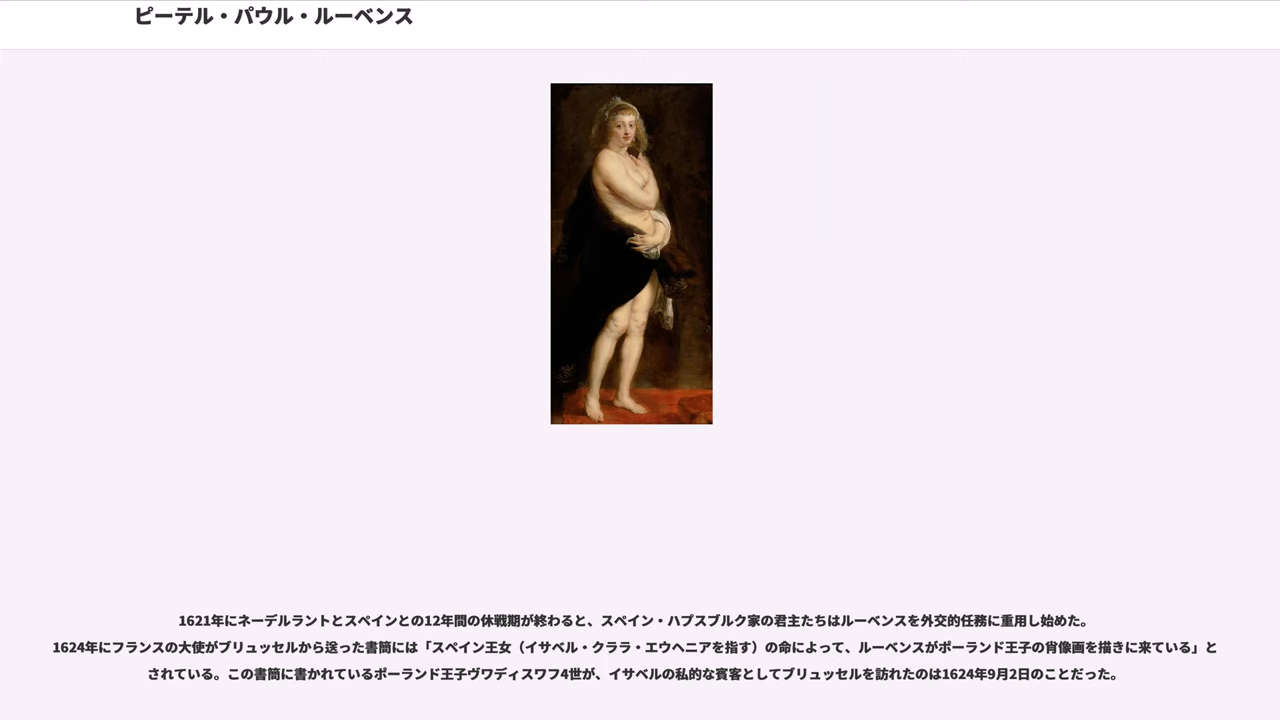 ピーテル・パウル・ルーベンス
1621年にネーデルラントとスペインとの12年間の休戦期が終わると、スペイン・ハプスブルク家の君主たちはルーベンスを外交的任務に重用し始めた。
1624年にフランスの大使がブリュッセルから送った書簡には「スペイン王女（イサベル・クララ・エウヘニアを指す）の命によって、ルーベンスがポーランド王子の肖像画を描きに来ている」と
されている。この書簡に書かれているポーランド王子ヴワディスワフ4世が、イサベルの私的な賓客としてブリュッセルを訪れたのは1624年9月2日のことだった。